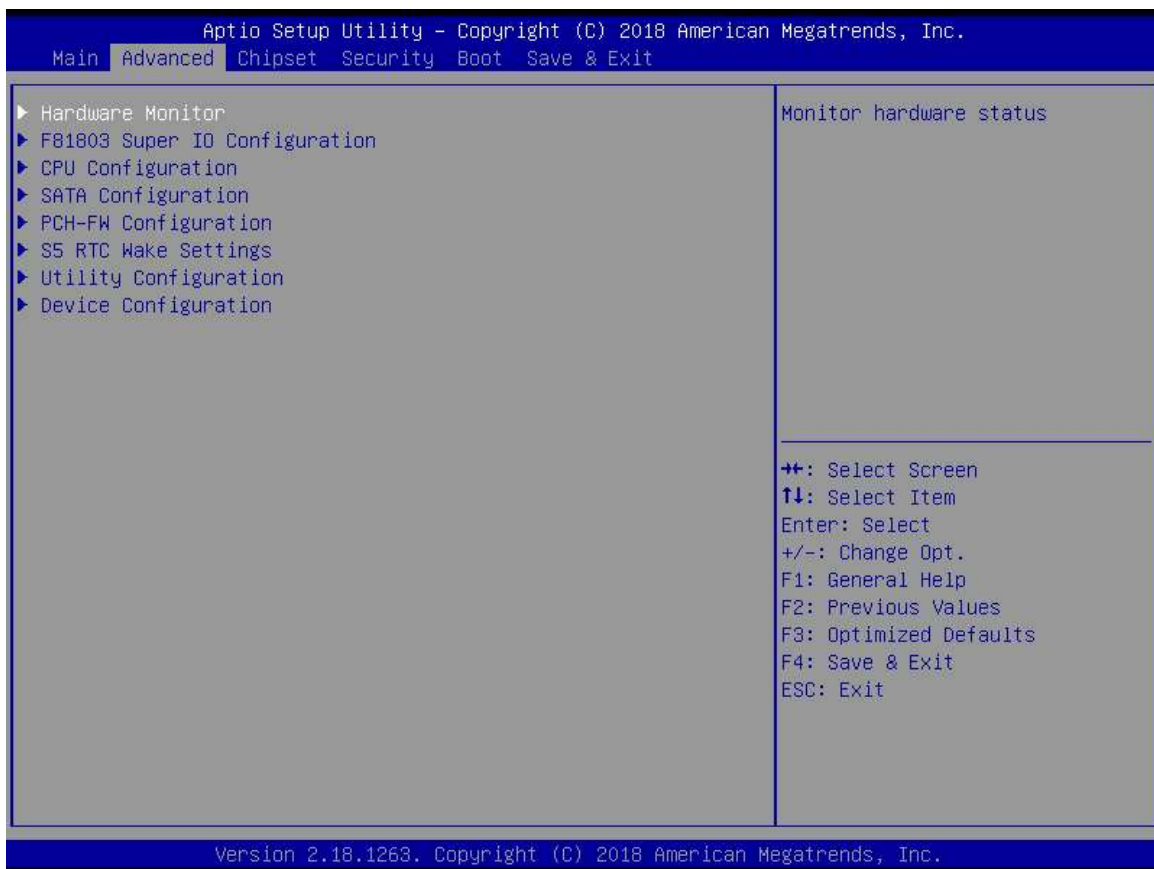 Aptio Setup Utility – Copyright (C) 2018 American Megatrends, Inc.
Main Advanced Chipset Security Boot Save & Exit
▶ Hardware Monitor
▶ F81803 Super IO Configuration
▶ CPU Configuration
▶ SATA Configuration
▶ PCH-FW Configuration
▶ S5 RTC Wake Settings
▶ Utility Configuration
▶ Device Configuration
Monitor hardware status
→←: Select Screen
↑↓: Select Item
Enter: Select
+/-: Change Opt.
F1: General Help
F2: Previous Values
F3: Optimized Defaults
F4: Save & Exit
ESC: Exit
Version 2.18.1263. Copyright (C) 2018 American Megatrends, Inc.